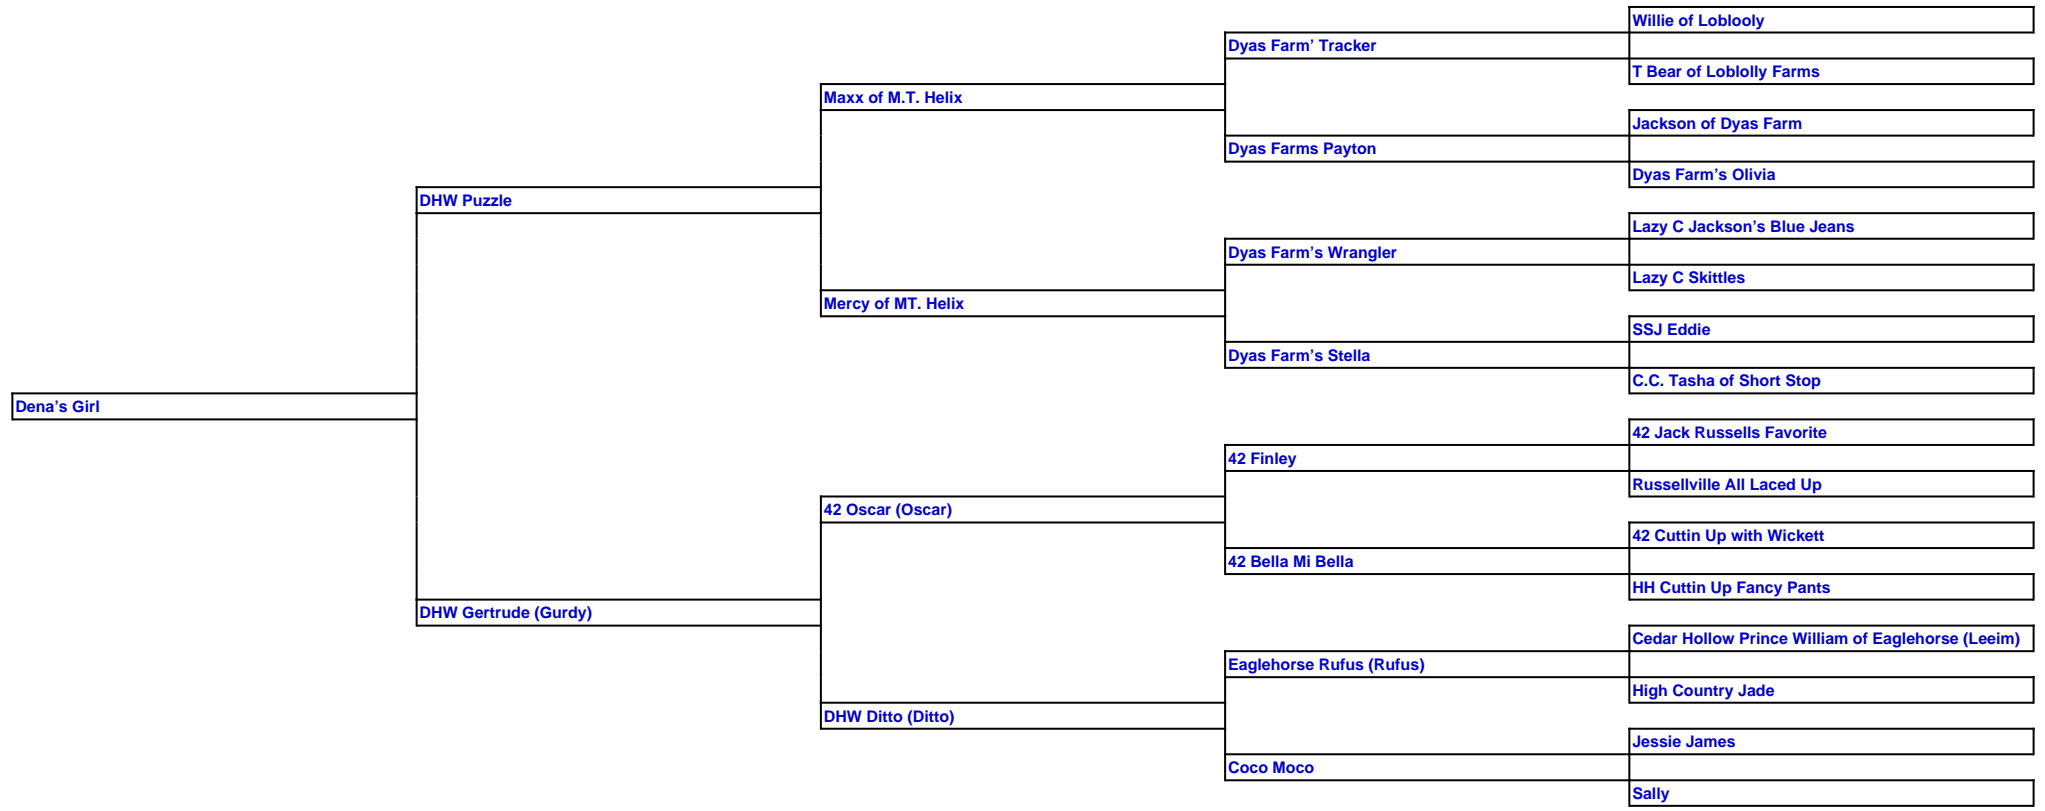 Willie of Loblooly
Dyas Farm’ Tracker
T Bear of Loblolly Farms
Maxx of M.T. Helix
Jackson of Dyas Farm
Dyas Farms Payton
Dyas Farm’s Olivia
DHW Puzzle
Lazy C Jackson’s Blue Jeans
Dyas Farm’s Wrangler
Lazy C Skittles
Mercy of MT. Helix
SSJ Eddie
Dyas Farm’s Stella
C.C. Tasha of Short Stop
Dena’s Girl
42 Jack Russells Favorite
42 Finley
Russellville All Laced Up
42 Oscar (Oscar)
42 Cuttin Up with Wickett
42 Bella Mi Bella
HH Cuttin Up Fancy Pants
DHW Gertrude (Gurdy)
Cedar Hollow Prince William of Eaglehorse (Leeim)
Eaglehorse Rufus (Rufus)
High Country Jade
DHW Ditto (Ditto)
Jessie James
Coco Moco
Sally